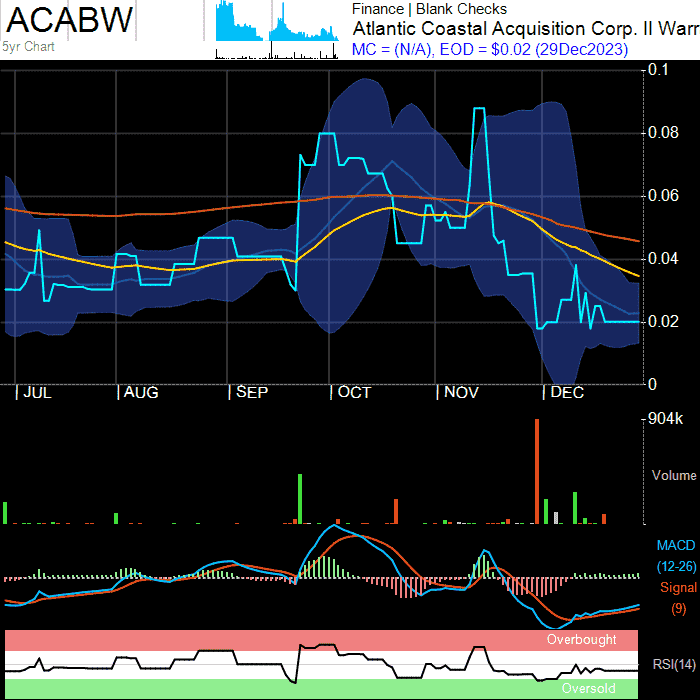 ACABW
5yr Chart
Finance | Blank Checks
Atlantic Coastal Acquisition Corp. II Warr
MC = (N/A), EOD = $0.02 (29Dec2023)
0.1
0.08
0.06
0.04
0.02
0
JUL AUG SEP OCT NOV DEC
904k
Volume
MACD
(12-26)
Signal
(9)
Overbought
RSI(14)
Oversold